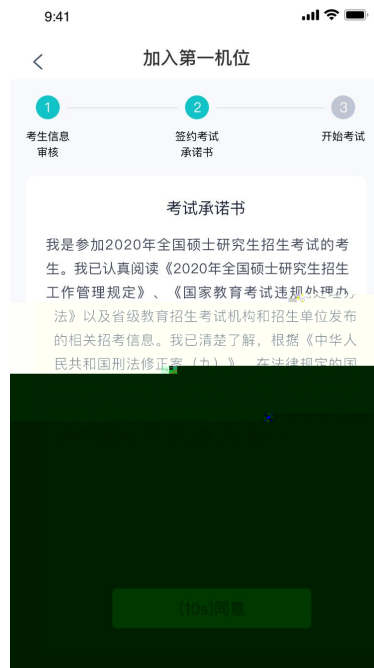 9:41
加入第一机位
1 2 3
考生信息 签约考试 开始考试
审核 承诺书
考试承诺书
我是参加2020年全国硕士研究生招生考试的考
生。我已认真阅读《2020年全国硕士研究生招生
工作管理规定》、《国家教育考试违规处理办
法》以及省级教育招生考试机构和招生单位发布
的相关招考信息。我已清楚了解，根据《中华人
民共和国刑法修正案（九）》，在法律规定的国
(10s)同意